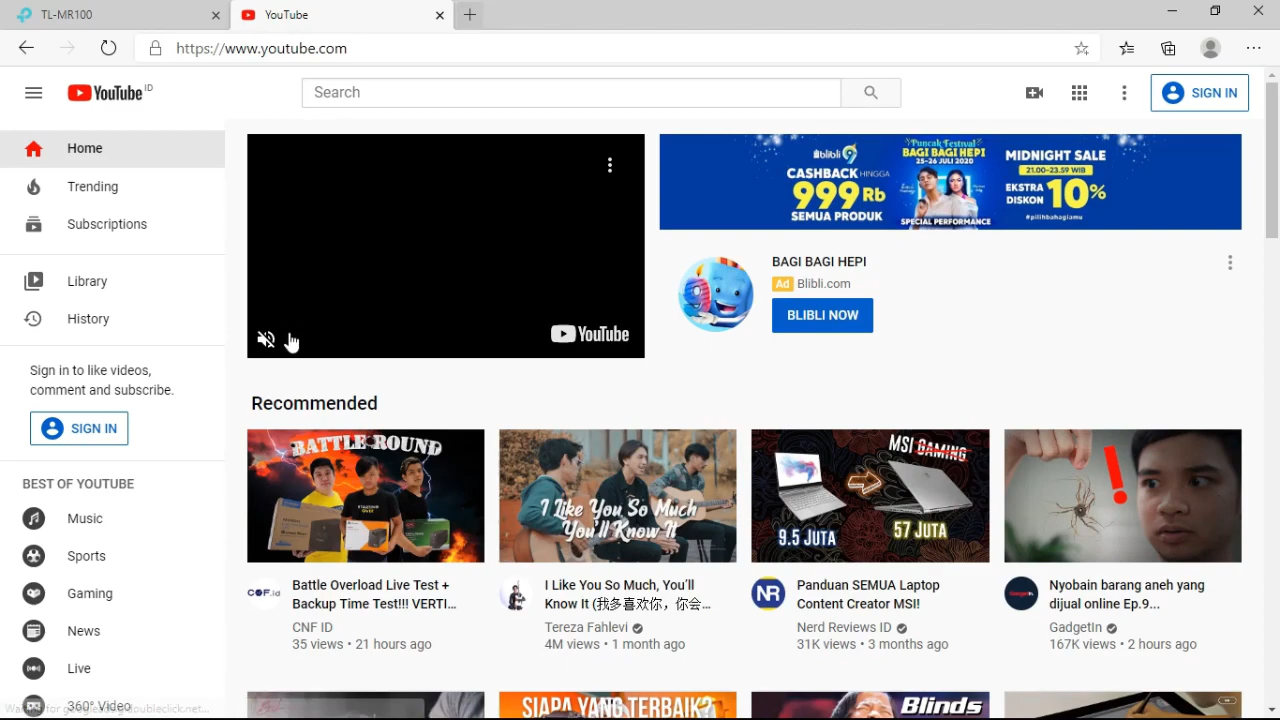 TL-MR100
YouTube
https://www.youtube.com
YouTube ID
Search
SIGN IN
Home
Trending
Subscriptions
Library
History
Sign in to like videos,
comment and subscribe.
SIGN IN
BEST OF YOUTUBE
Music
Sports
Gaming
News
Live
360° Video
YouTube
blibli
CASHBACK HINGGA
999 Rb
SEMUA PRODUK
Puncak Festival
BAGI BAGI HEPI
25-26 JULI 2020
SPECIAL PERFORMANCE
MIDNIGHT SALE
21.00-23.59 WIB
EKSTRA
DISKON 10%
#pilihbahagiamu
BAGI BAGI HEPI
Ad Blibli.com
BLIBLI NOW
Recommended
BATTLE ROUND
Battle Overload Live Test +
Backup Time Test!!! VERTI...
CNF ID
35 views • 21 hours ago
I Like You So Much
You'll Know It
I Like You So Much, You'll
Know It (我多喜欢你，你会...
Tereza Fahlevi
4M views • 1 month ago
MSI GAMING
9.5 JUTA
57 JUTA
NR
Panduan SEMUA Laptop
Content Creator MSI!
Nerd Reviews ID
31K views • 3 months ago
!
Nyobain barang aneh yang
dijual online Ep.9...
GadgetIn
167K views • 2 hours ago
SIAPA YANG TERBAIK?
Blinds